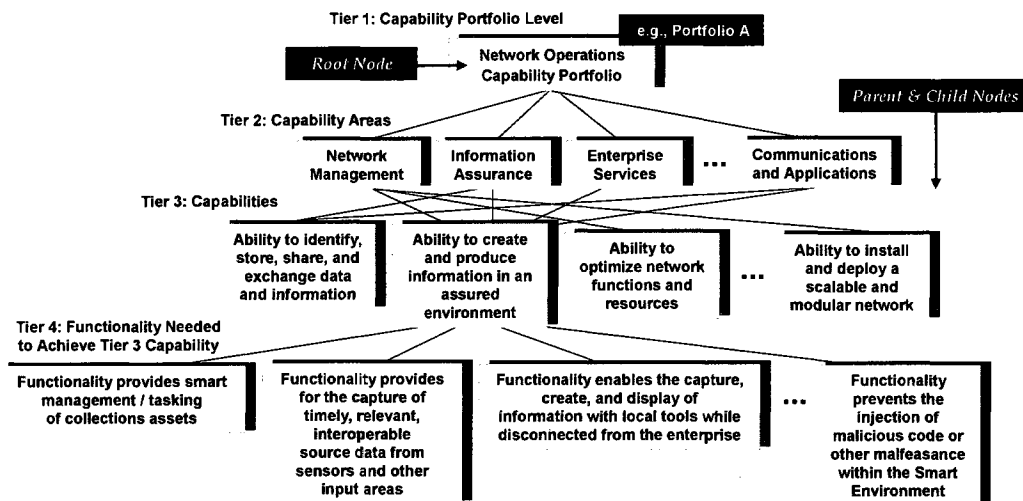 Tier 1: Capability Portfolio Level
e.g., Portfolio A
Root Node
Network Operations
Capability Portfolio
Parent & Child Nodes
Tier 2: Capability Areas
Network
Management
Information
Assurance
Enterprise
Services
...
Communications
and Applications
Tier 3: Capabilities
Ability to identify,
store, share, and
exchange data
and information
Ability to create
and produce
information in an
assured
environment
Ability to
optimize network
functions and
resources
...
Ability to install
and deploy a
scalable and
modular network
Tier 4: Functionality Needed
to Achieve Tier 3 Capability
Functionality provides smart
management / tasking
of collections assets
Functionality provides
for the capture of
timely, relevant,
interoperable
source data from
sensors and other
input areas
Functionality enables the capture,
create, and display of
information with local tools while
disconnected from the enterprise
...
Functionality
prevents the
injection of
malicious code or
other malfeasance
within the Smart
Environment